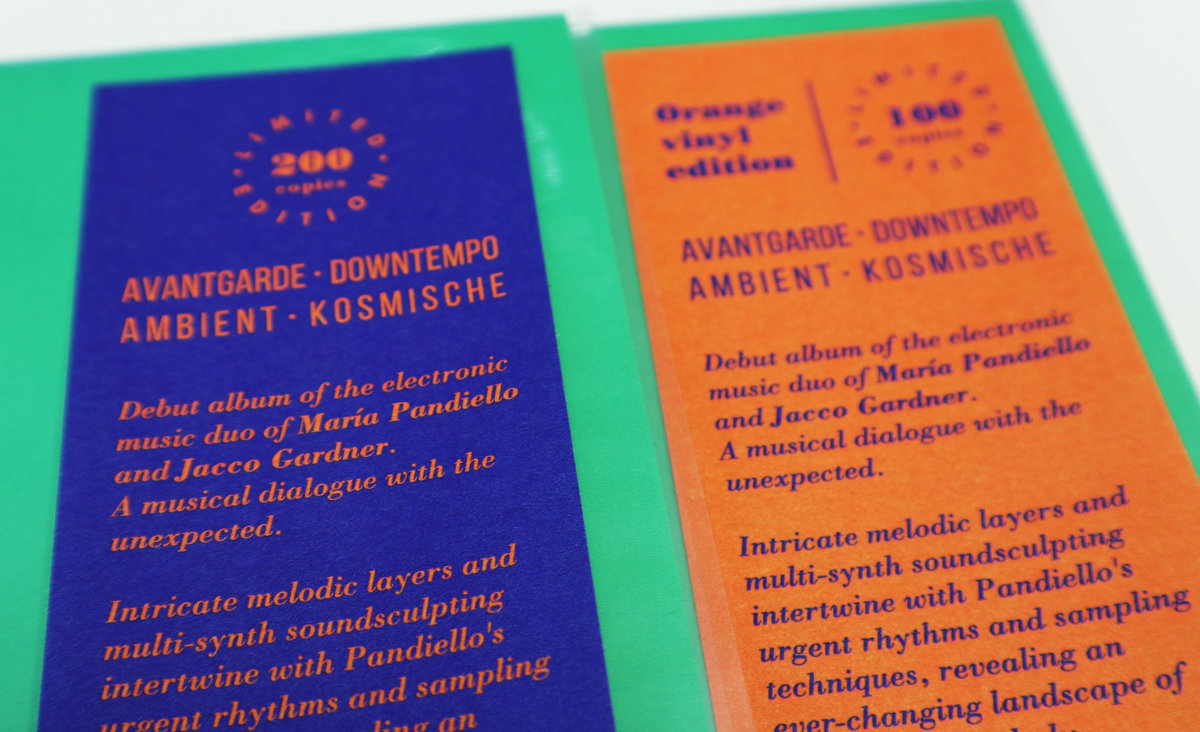 LIMITED
200
copies
EDITION
AVANTGARDE · DOWNTEMPO
AMBIENT · KOSMISCHE
Debut album of the electronic
music duo of María Pandiello
and Jacco Gardner.
A musical dialogue with the
unexpected.
Intricate melodic layers and
multi-synth soundsculpting
intertwine with Pandiello's
urgent rhythms and sampling
ling an
Orange
vinyl
edition
LIMITED
100
copies
EDITION
AVANTGARDE · DOWNTEMPO
AMBIENT · KOSMISCHE
Debut album of the electronic
music duo of María Pandiello
and Jacco Gardner.
A musical dialogue with the
unexpected.
Intricate melodic layers and
multi-synth soundsculpting
intertwine with Pandiello's
urgent rhythms and sampling
techniques, revealing an
ever-changing landscape of